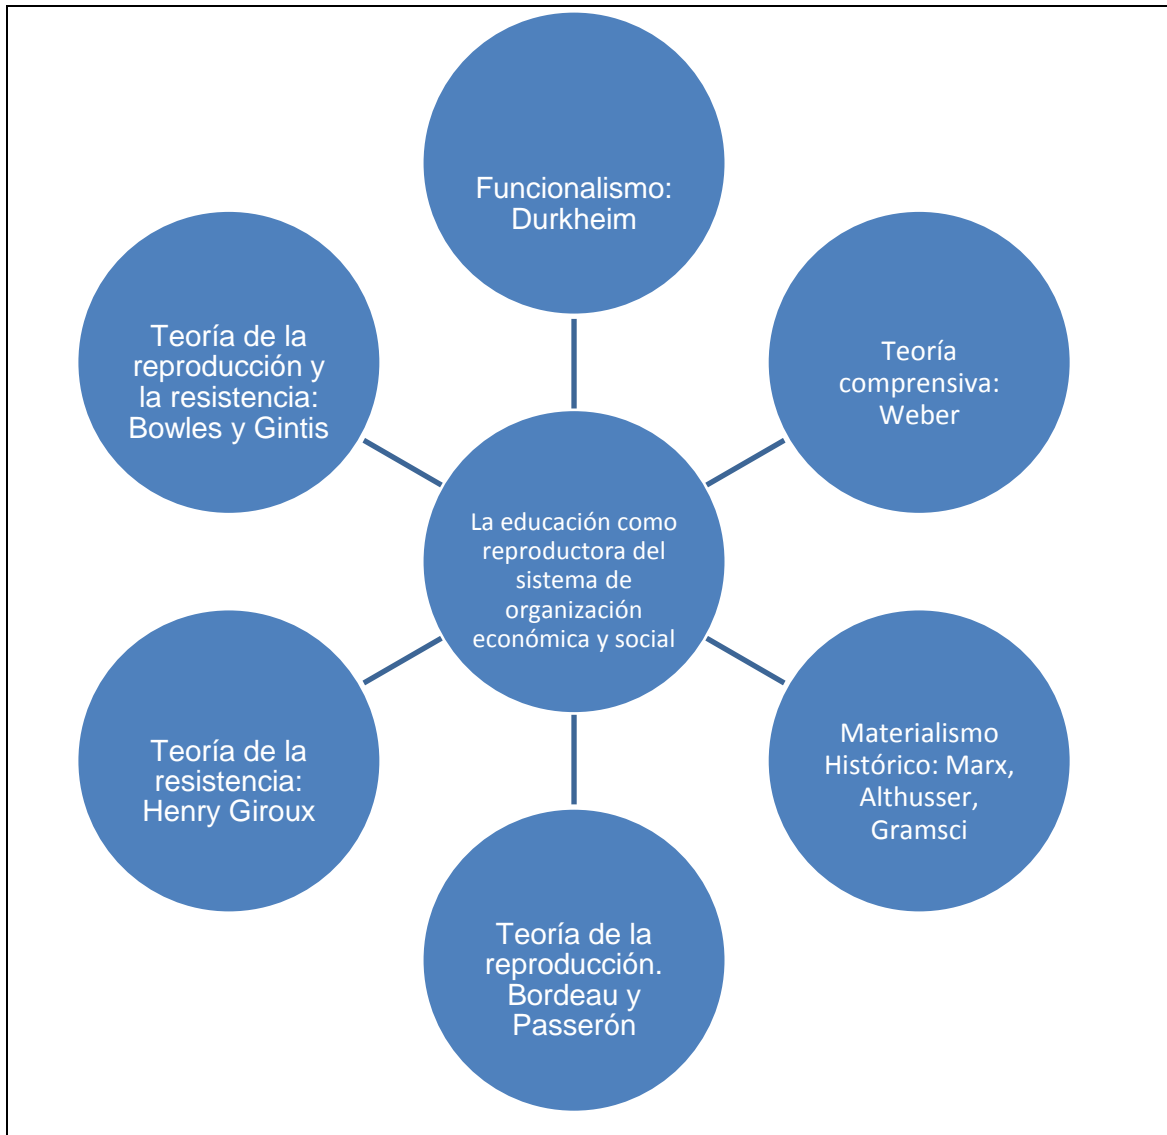 Funcionalismo:
Durkheim
Teoría
comprensiva:
Weber
Materialismo
Histórico: Marx,
Althusser,
Gramsci
Teoría de la
reproducción.
Bordeau y
Passerón
Teoría de la
resistencia:
Henry Giroux
Teoría de la
reproducción y
la resistencia:
Bowles y Gintis
La educación como
reproductora del
sistema de
organización
económica y social